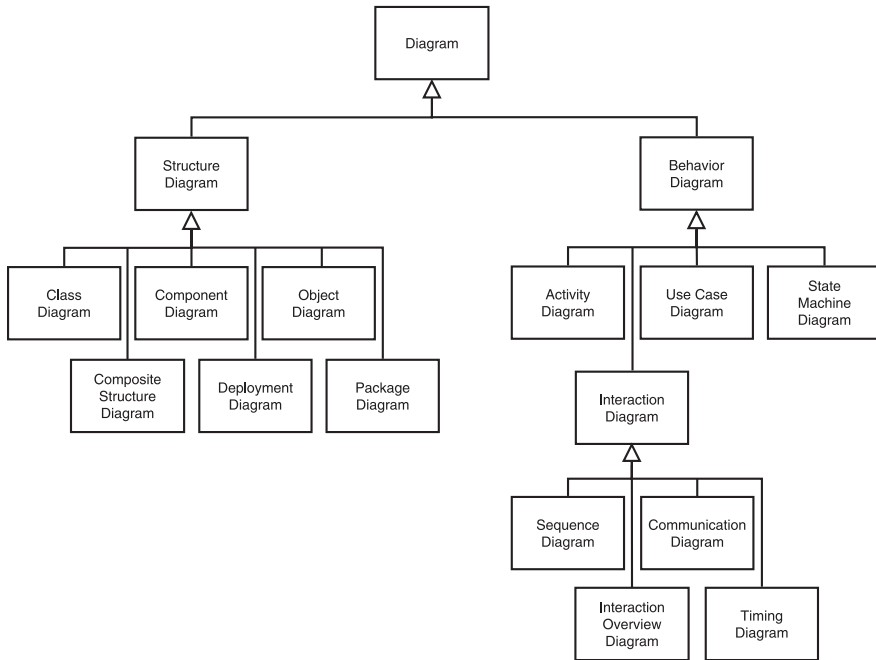 Diagram
Structure
Diagram
Behavior
Diagram
Class
Diagram
Component
Diagram
Object
Diagram
Activity
Diagram
Use Case
Diagram
State
Machine
Diagram
Composite
Structure
Diagram
Deployment
Diagram
Package
Diagram
Interaction
Diagram
Sequence
Diagram
Communication
Diagram
Interaction
Overview
Diagram
Timing
Diagram